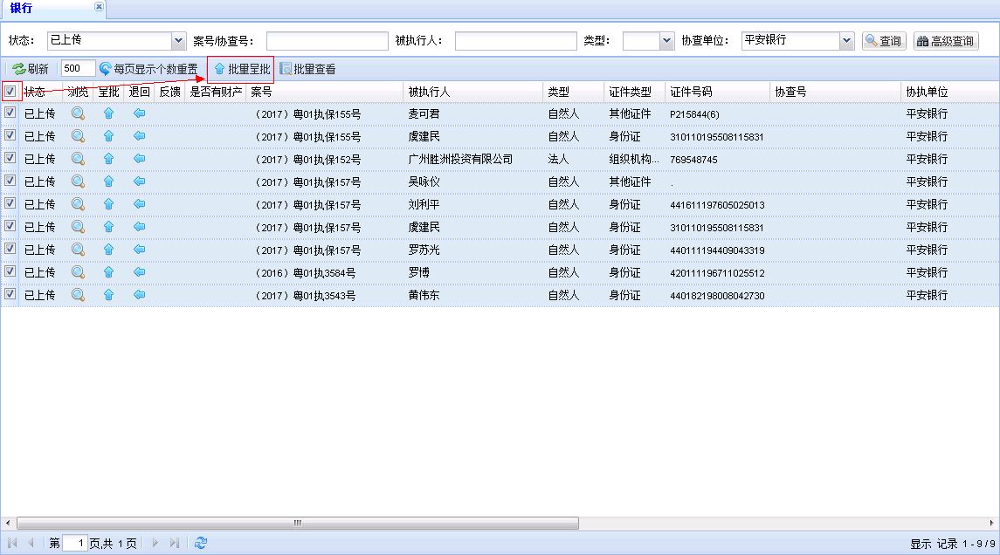 银行
状态： 已上传 案号/协查号： 被执行人： 类型： 协查单位： 平安银行 查询 高级查询
刷新 500 每页显示个数重置 批量呈批 批量查看
状态 浏览 呈批 退回 反馈 是否有财产 案号 被执行人 类型 证件类型 证件号码 协查号 协执单位
已上传 （2017）粤01执保155号 麦可君 自然人 其他证件 P215844(6) 平安银行
已上传 （2017）粤01执保155号 虞建民 自然人 身份证 310110195508115831 平安银行
已上传 （2017）粤01执保152号 广州胜洲投资有限公司 法人 组织机构... 769548745 平安银行
已上传 （2017）粤01执保157号 吴咏仪 自然人 其他证件 . 平安银行
已上传 （2017）粤01执保157号 刘利平 自然人 身份证 441611197605025013 平安银行
已上传 （2017）粤01执保157号 虞建民 自然人 身份证 310110195508115831 平安银行
已上传 （2017）粤01执保157号 罗苏光 自然人 身份证 440111194409043319 平安银行
已上传 （2016）粤01执3584号 罗博 自然人 身份证 420111196711025512 平安银行
已上传 （2017）粤01执3543号 黄伟东 自然人 身份证 440182198008042730 平安银行
第 1 页,共 1 页 显示 记录 1 - 9 / 9